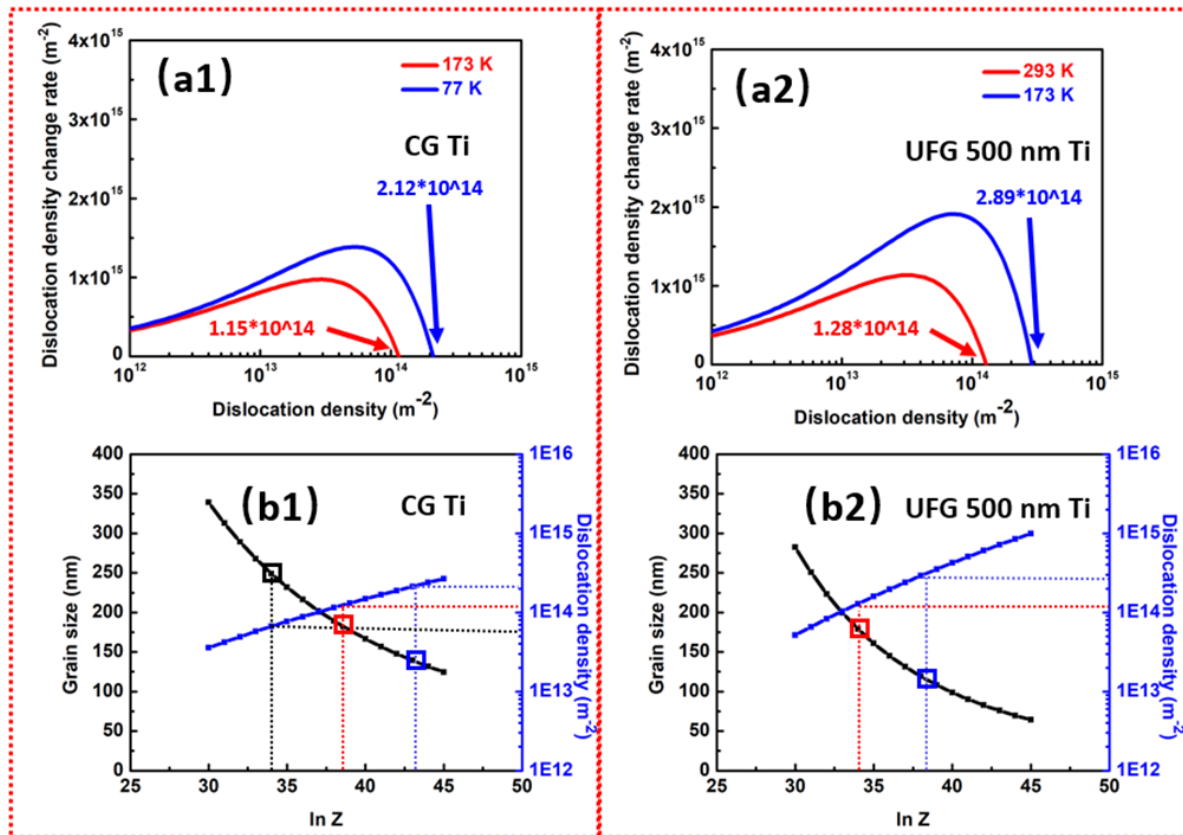 Dislocation density change rate (m-2)
4x10^15
3x10^15
2x10^15
1x10^15
0
(a1)
173 K
77 K
CG Ti
2.12*10^14
1.15*10^14
10^12
10^13
10^14
10^15
Dislocation density (m-2)
Dislocation density change rate (m-2)
4x10^15
3x10^15
2x10^15
1x10^15
0
(a2)
293 K
173 K
UFG 500 nm Ti
2.89*10^14
1.28*10^14
10^12
10^13
10^14
10^15
Dislocation density (m-2)
Grain size (nm)
400
350
300
250
200
150
100
50
0
(b1)
CG Ti
1E16
1E15
1E14
1E13
1E12
Dislocation density (m-2)
25
30
35
40
45
50
ln Z
Grain size (nm)
400
350
300
250
200
150
100
50
0
(b2)
UFG 500 nm Ti
1E16
1E15
1E14
1E13
1E12
Dislocation density (m-2)
25
30
35
40
45
50
ln Z